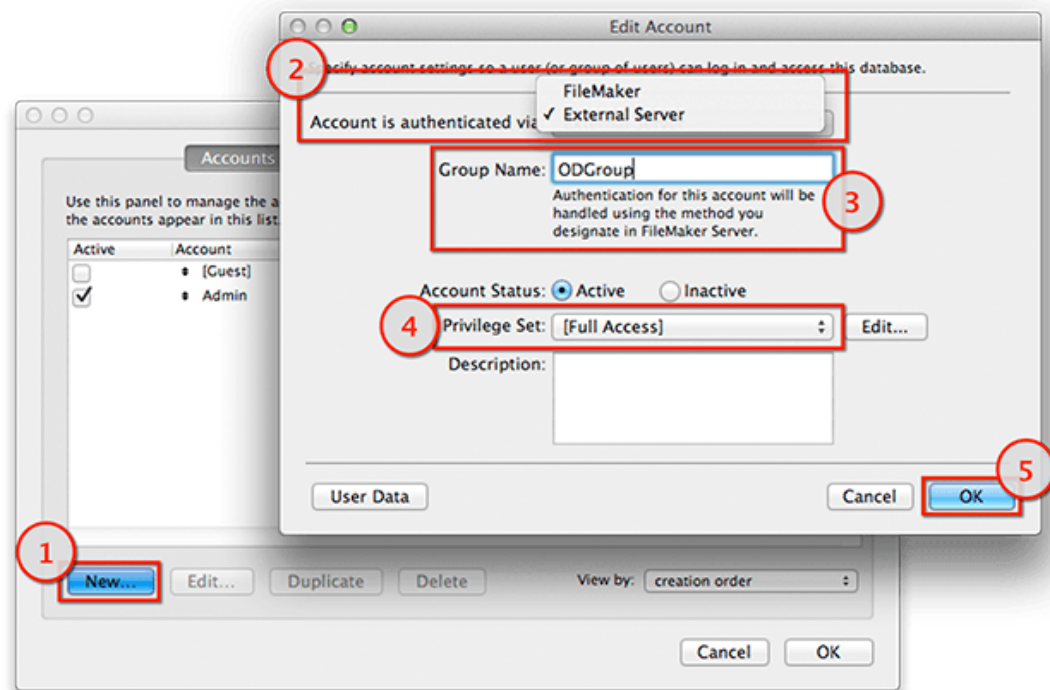 Edit Account
2
Specify account settings so a user (or group of users) can log in and access this database.
FileMaker
Account is authenticated via
✓ External Server
Group Name: ODGroup
Authentication for this account will be
handled using the method you
designate in FileMaker Server.
3
Account Status: Active Inactive
4
Privilege Set: [Full Access] Edit...
Description:
User Data Cancel OK
5
Accounts
Use this panel to manage the a
the accounts appear in this list.
Active Account
[Guest]
Admin
1
New... Edit... Duplicate Delete View by: creation order
Cancel OK